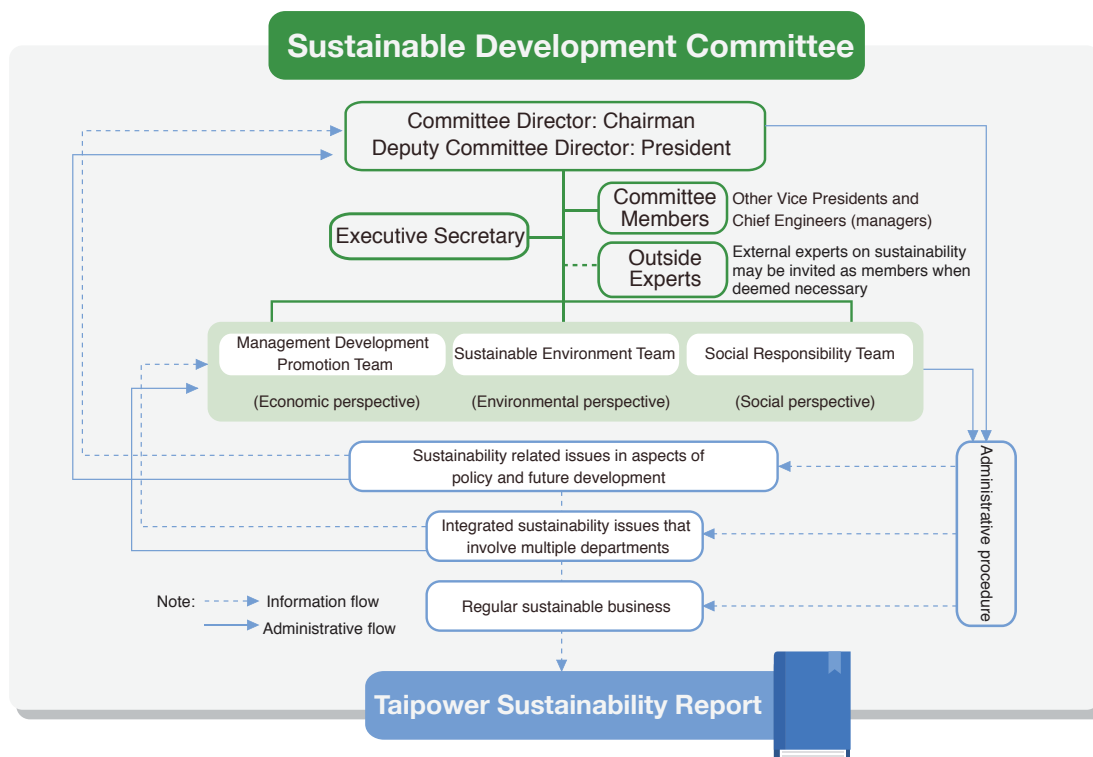 Sustainable Development Committee
Committee Director: Chairman
Deputy Committee Director: President
Committee
Members
Other Vice Presidents and
Chief Engineers (managers)
Executive Secretary
Outside
Experts
External experts on sustainability
may be invited as members when
deemed necessary
Management Development
Promotion Team
Sustainable Environment Team
Social Responsibility Team
(Economic perspective)
(Environmental perspective)
(Social perspective)
Sustainability related issues in aspects of
policy and future development
Integrated sustainability issues that
involve multiple departments
Regular sustainable business
Administrative procedure
Note:
Information flow
Administrative flow
Taipower Sustainability Report